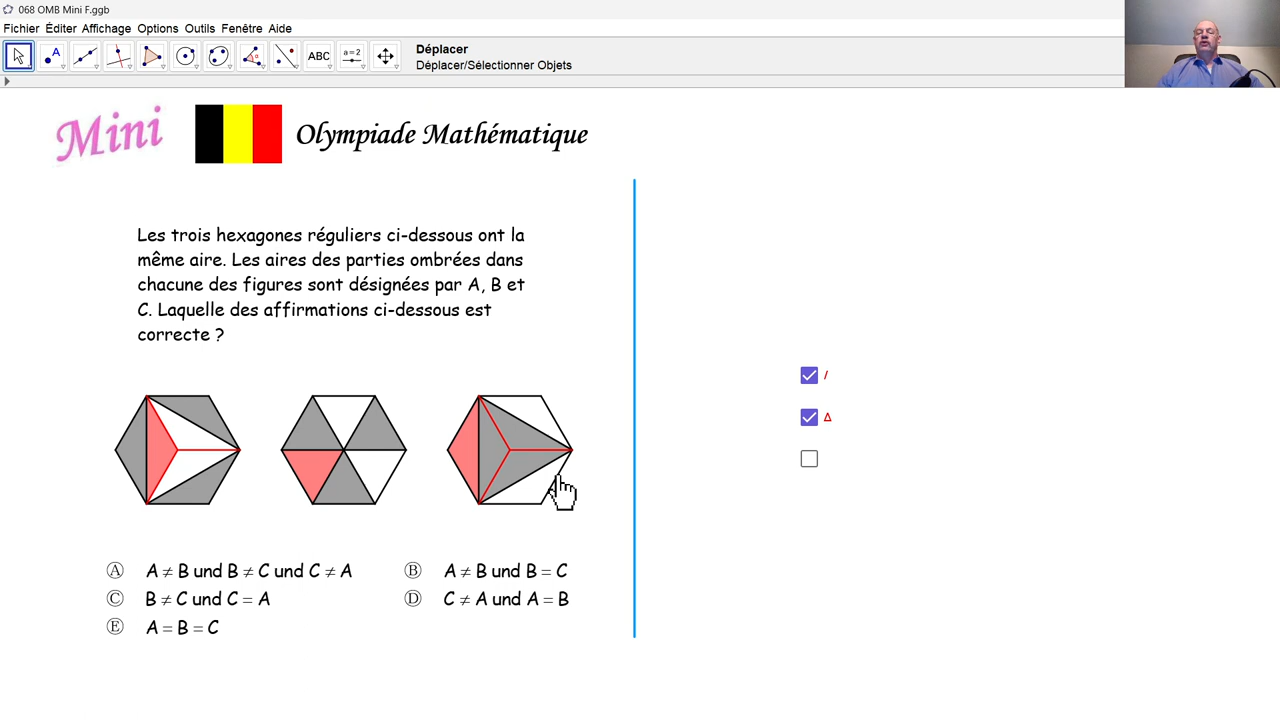 068 OMB Mini F.ggb
Fichier Éditer Affichage Options Outils Fenêtre Aide
A ABC a=2 Déplacer
Déplacer/Sélectionner Objets
Mini Olympiade Mathématique
Les trois hexagones réguliers ci-dessous ont la
même aire. Les aires des parties ombrées dans
chacune des figures sont désignées par A, B et
C. Laquelle des affirmations ci-dessous est
correcte ?
/
Δ
Ⓐ A ≠ B und B ≠ C und C ≠ A
Ⓑ A ≠ B und B = C
Ⓒ B ≠ C und C = A
Ⓓ C ≠ A und A = B
Ⓔ A = B = C